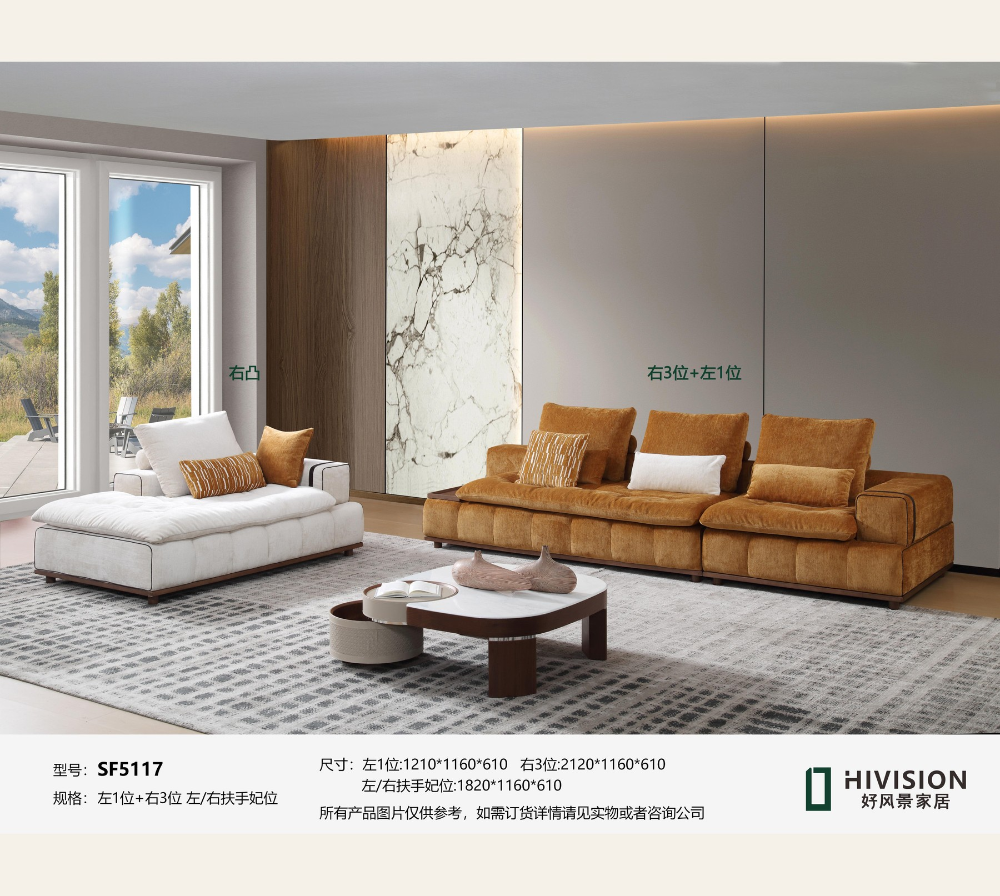 右凸
右3位+左1位
型号：SF5117
规格：左1位+右3位 左/右扶手妃位
尺寸：左1位:1210*1160*610 右3位:2120*1160*610
左/右扶手妃位:1820*1160*610
所有产品图片仅供参考，如需订货详情请见实物或者咨询公司
HIVISION
好风景家居